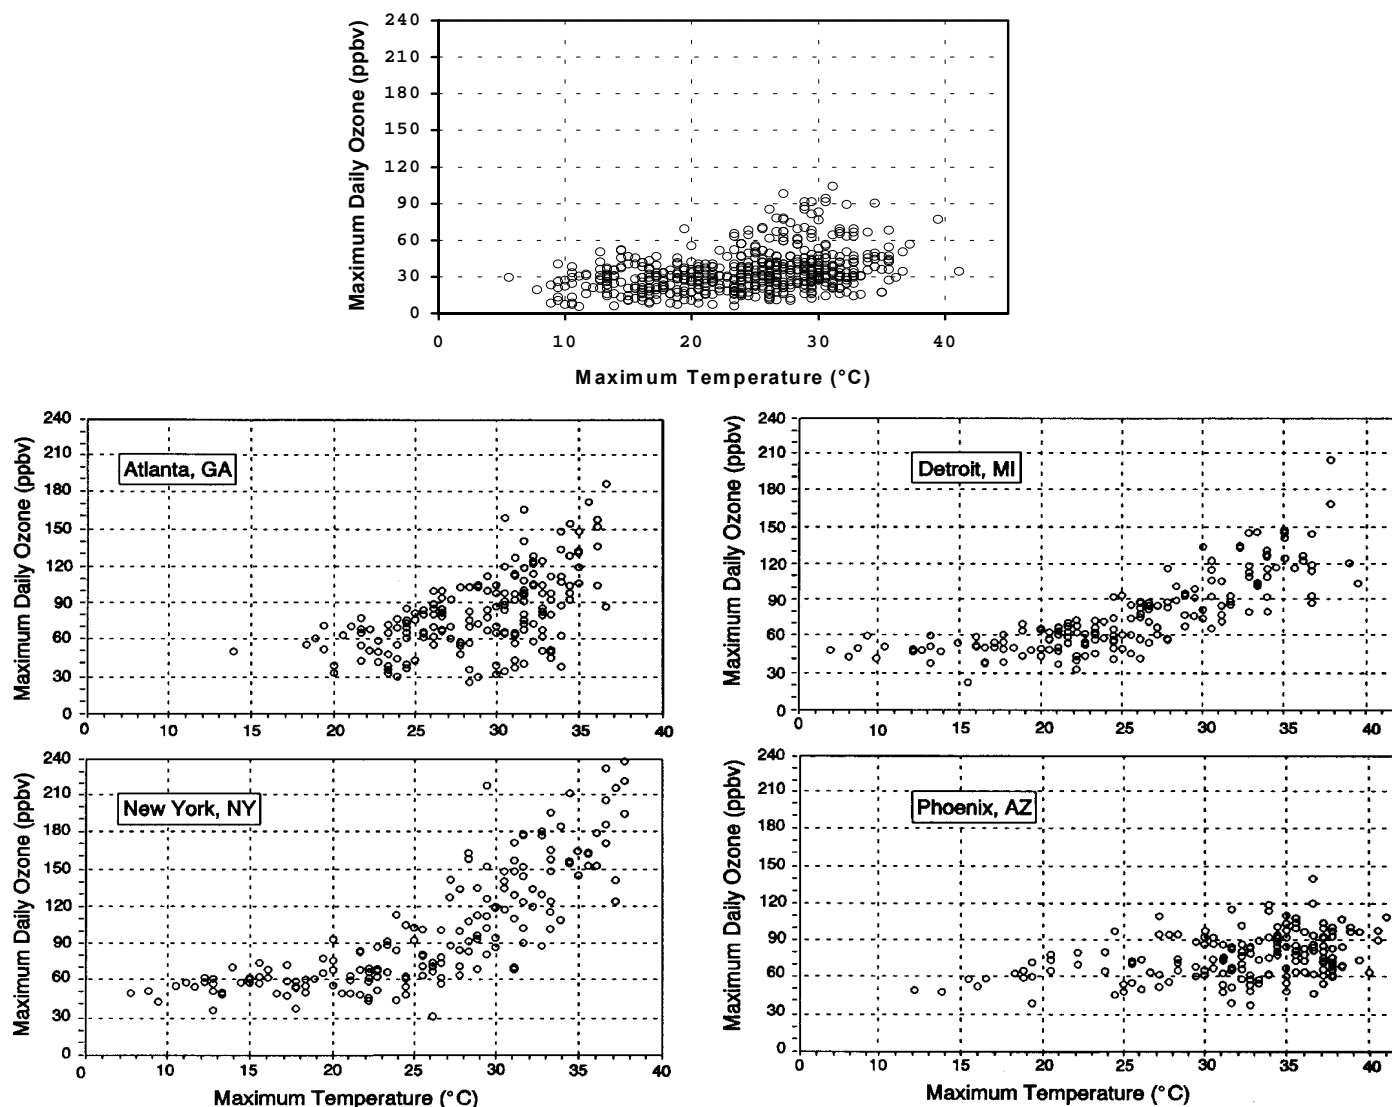 240
210
180
150
120
90
60
30
0
Maximum Daily Ozone (ppbv)
0 10 20 30 40
Maximum Temperature (°C)
240
210
180
150
120
90
60
30
0
Maximum Daily Ozone (ppbv)
Atlanta, GA
0 10 15 20 25 30 35 40
240
210
180
150
120
90
60
30
0
Maximum Daily Ozone (ppbv)
Detroit, MI
0 10 15 20 25 30 35 40
240
210
180
150
120
90
60
30
0
Maximum Daily Ozone (ppbv)
New York, NY
0 10 15 20 25 30 35 40
Maximum Temperature (°C)
240
210
180
150
120
90
60
30
0
Maximum Daily Ozone (ppbv)
Phoenix, AZ
0 10 15 20 25 30 35 40
Maximum Temperature (°C)